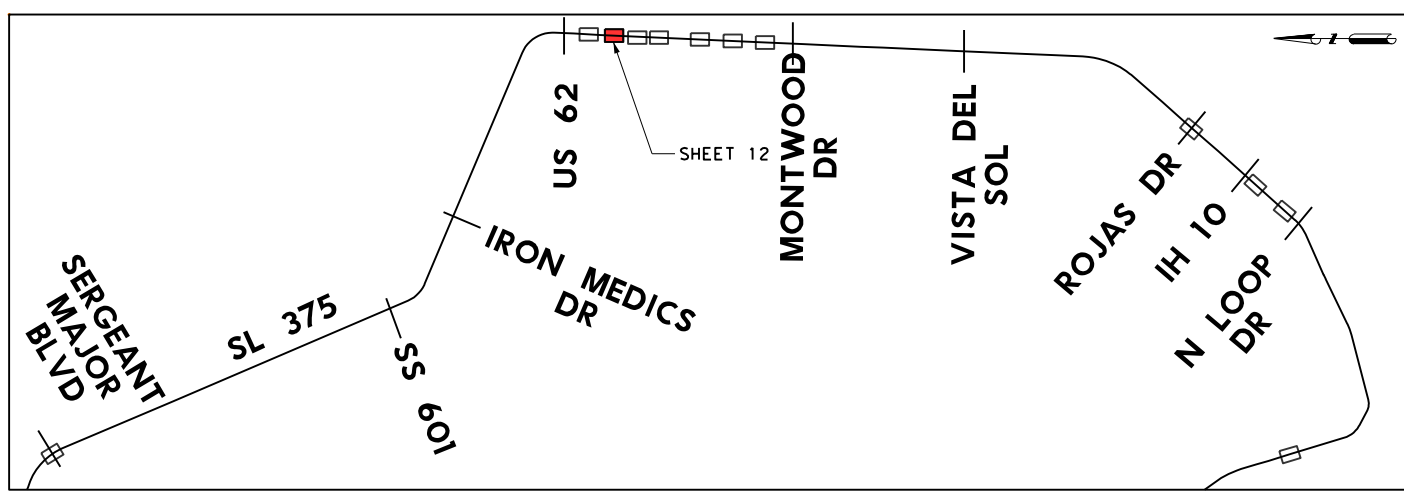 SERGEANT
MAJOR
BLVD
SL 375
SS 601
IRON MEDICS
DR
US 62
SHEET 12
MONTWOOD
DR
VISTA DEL
SOL
ROJAS DR
IH 10
N LOOP
DR
N